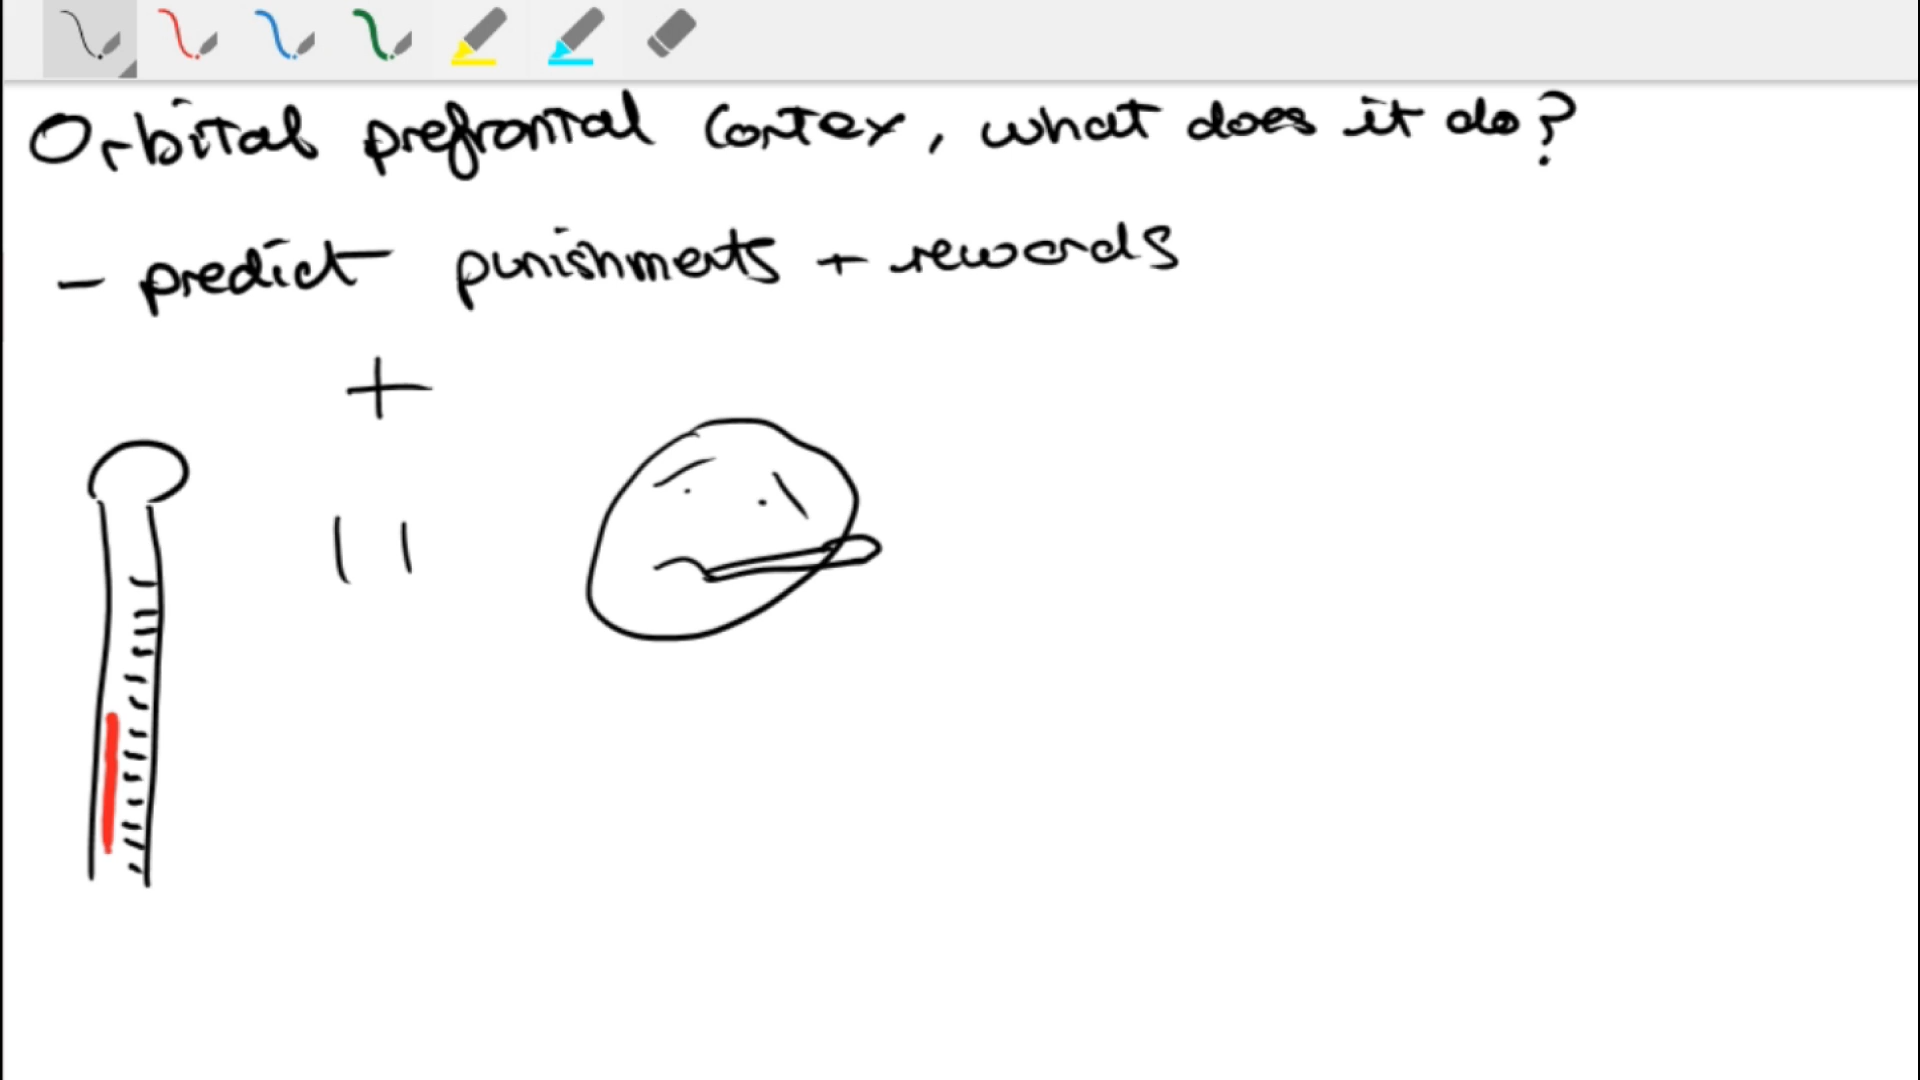 Orbital prefrontal Cortex, what does it do?
- predict punishments + rewards
+